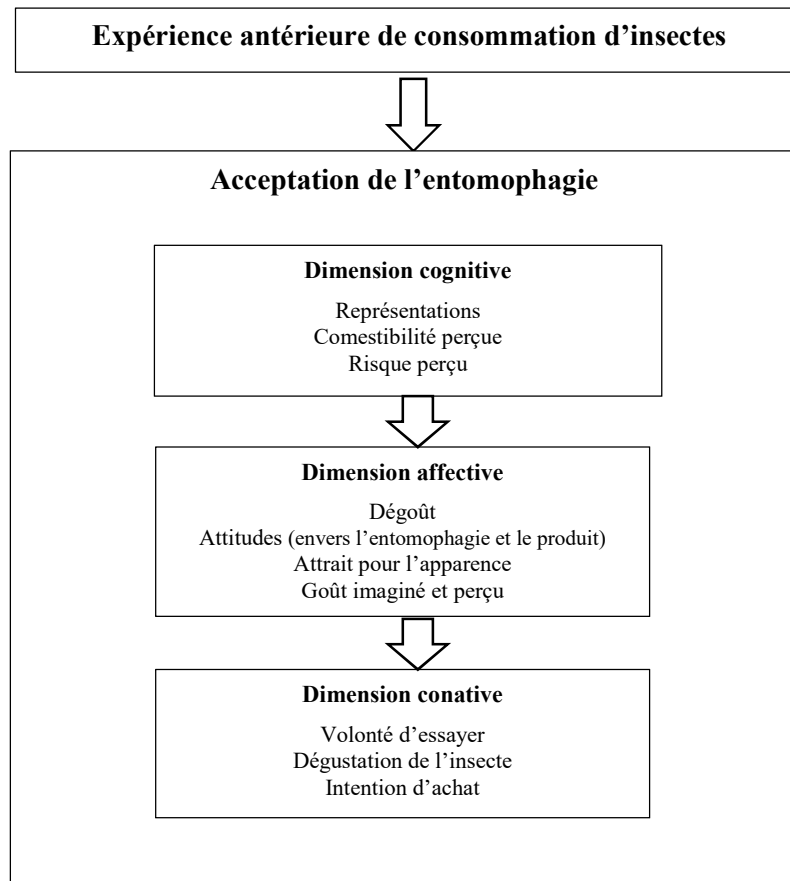 Expérience antérieure de consommation d’insectes
Acceptation de l’entomophagie
Dimension cognitive
Représentations
Comestibilité perçue
Risque perçu
Dimension affective
Dégoût
Attitudes (envers l’entomophagie et le produit)
Attrait pour l’apparence
Goût imaginé et perçu
Dimension conative
Volonté d’essayer
Dégustation de l’insecte
Intention d’achat